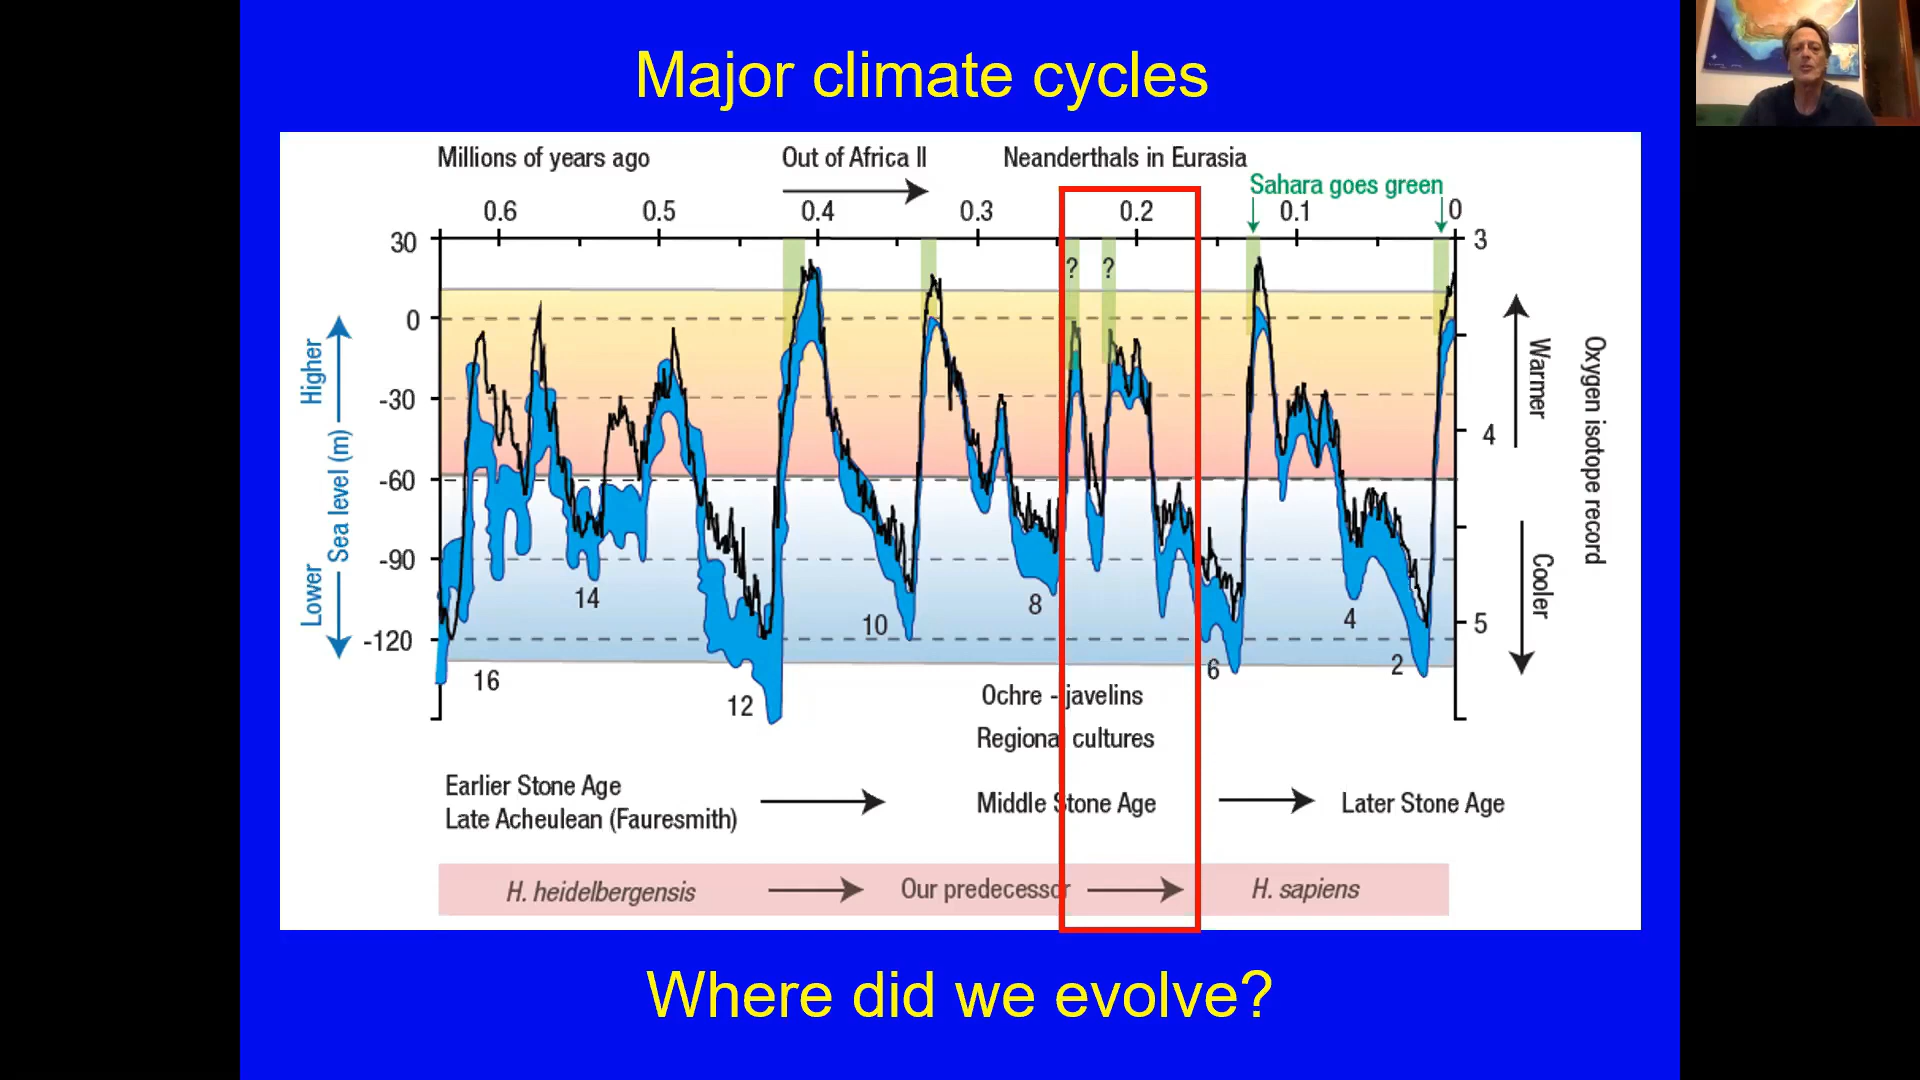 Major climate cycles
Millions of years ago
Out of Africa II
Neanderthals in Eurasia
Sahara goes green
0.6
0.5
0.4
0.3
0.2
0.1
0
30
0
-30
-60
-90
-120
3
4
5
?
?
Higher
Sea level (m)
Lower
Warmer
Cooler
Oxygen isotope record
16
14
12
10
8
6
4
2
Ochre - javelins
Regional cultures
Earlier Stone Age
Late Acheulean (Fauresmith)
Middle Stone Age
Later Stone Age
H. heidelbergensis
Our predecessor
H. sapiens
Where did we evolve?